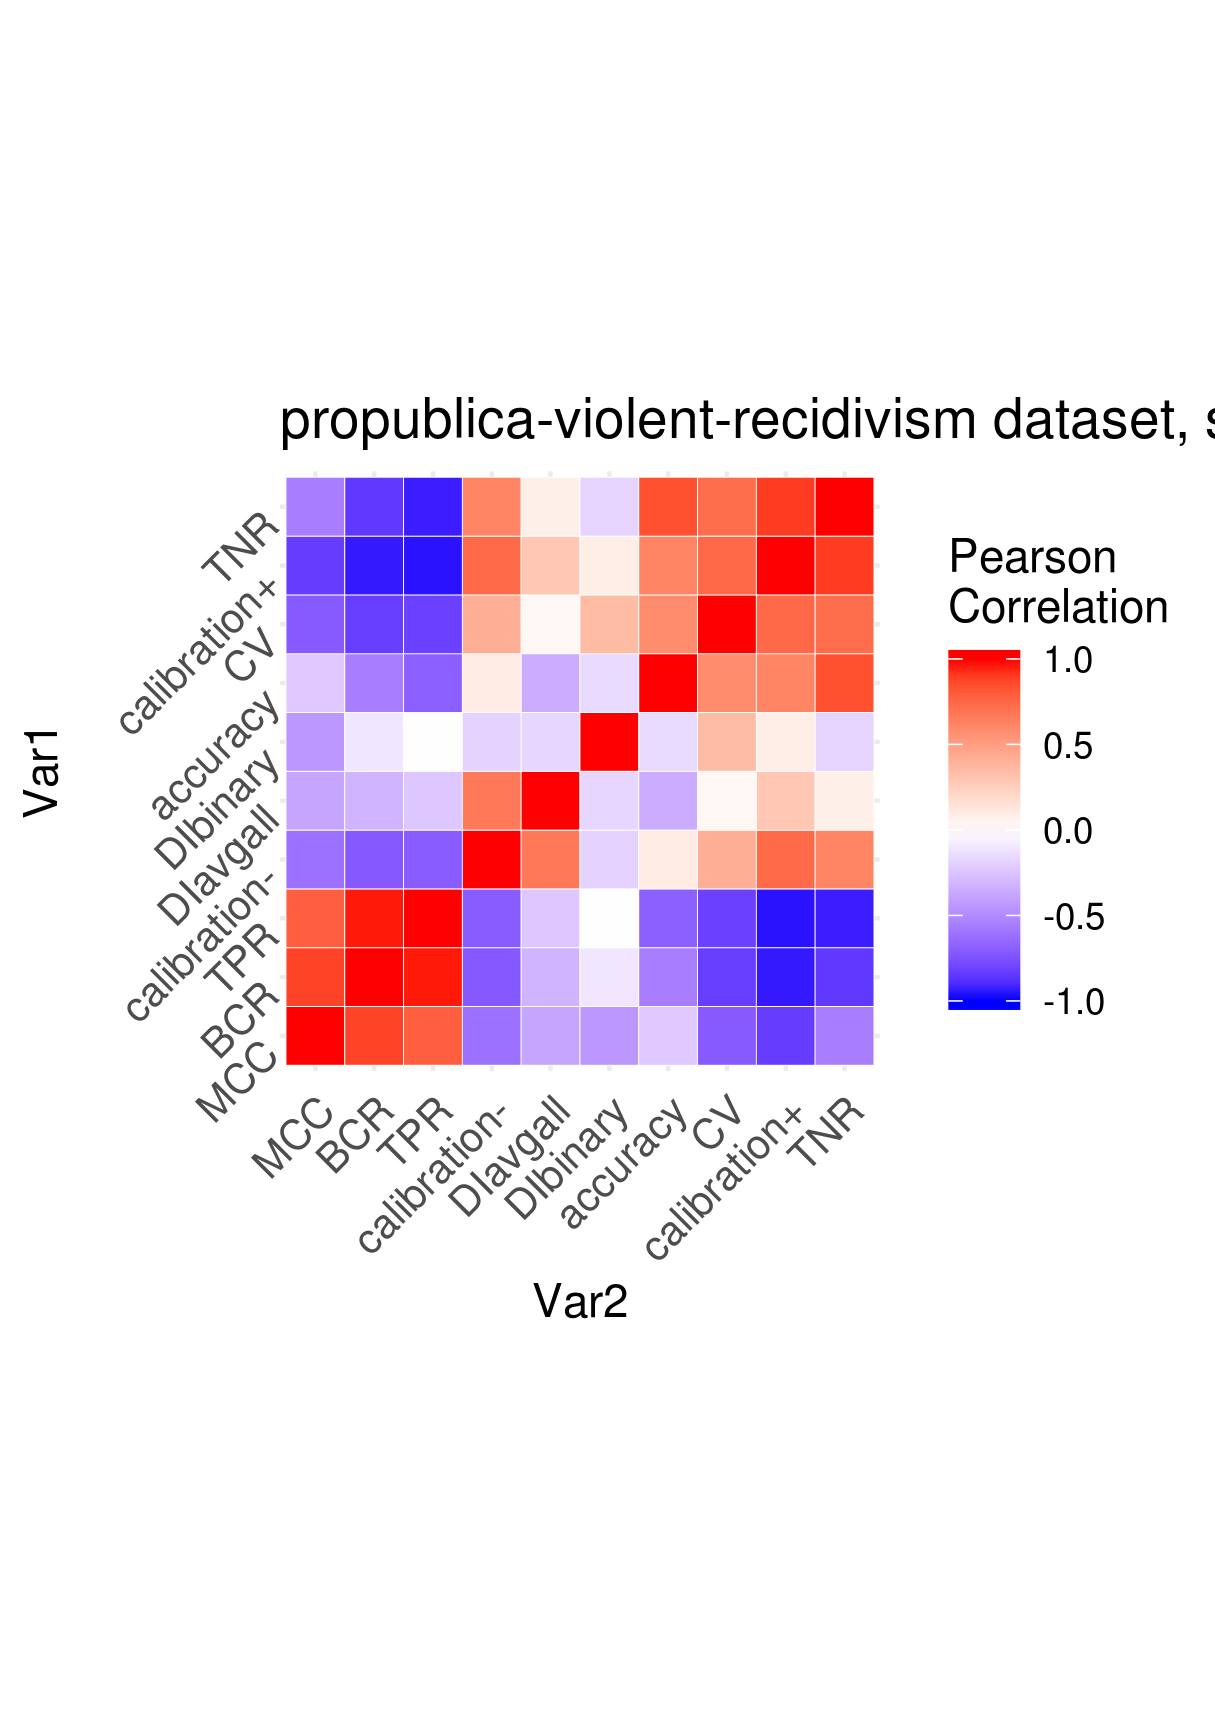 propublica-violent-recidivism dataset, s
Var1
TNR
calibration+
CV
accuracy
DIbinary
DIavgall
calibration-
TPR
BCR
MCC
MCC
BCR
TPR
calibration-
DIavgall
DIbinary
accuracy
CV
calibration+
TNR
Var2
Pearson
Correlation
1.0
0.5
0.0
-0.5
-1.0